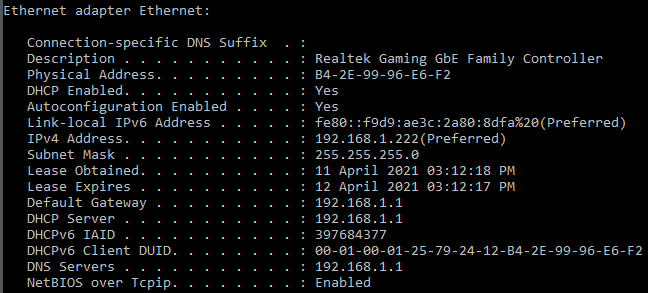 Ethernet adapter Ethernet:
Connection-specific DNS Suffix  . :
Description . . . . . . . . . . . : Realtek Gaming GbE Family Controller
Physical Address. . . . . . . . . : B4-2E-99-96-E6-F2
DHCP Enabled. . . . . . . . . . . : Yes
Autoconfiguration Enabled . . . . : Yes
Link-local IPv6 Address . . . . . : fe80::f9d9:ae3c:2a80:8dfa%20(Preferred)
IPv4 Address. . . . . . . . . . . : 192.168.1.222(Preferred)
Subnet Mask . . . . . . . . . . . : 255.255.255.0
Lease Obtained. . . . . . . . . . : 11 April 2021 03:12:18 PM
Lease Expires . . . . . . . . . . : 12 April 2021 03:12:17 PM
Default Gateway . . . . . . . . . : 192.168.1.1
DHCP Server . . . . . . . . . . . : 192.168.1.1
DHCPv6 IAID . . . . . . . . . . . : 397684377
DHCPv6 Client DUID. . . . . . . . : 00-01-00-01-25-79-24-12-B4-2E-99-96-E6-F2
DNS Servers . . . . . . . . . . . : 192.168.1.1
NetBIOS over Tcpip. . . . . . . . : Enabled